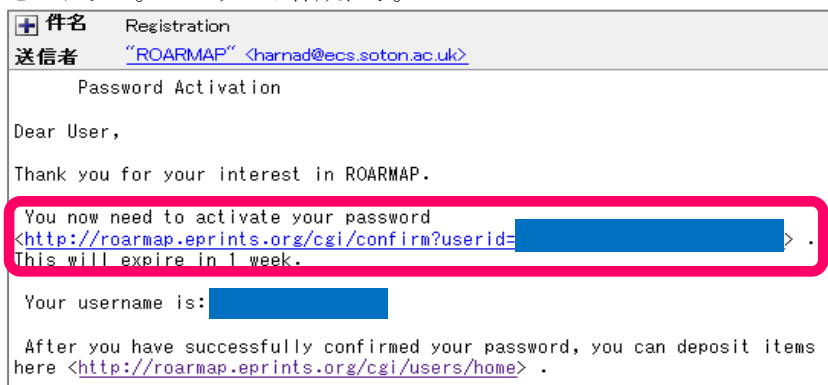 件名 Registration
送信者 "ROARMAP" <harnad@ecs.soton.ac.uk>
Password Activation
Dear User,
Thank you for your interest in ROARMAP.
You now need to activate your password
<http://roarmap.eprints.org/cgi/confirm?userid= > .
This will expire in 1 week.
Your username is:
After you have successfully confirmed your password, you can deposit items
here <http://roarmap.eprints.org/cgi/users/home> .